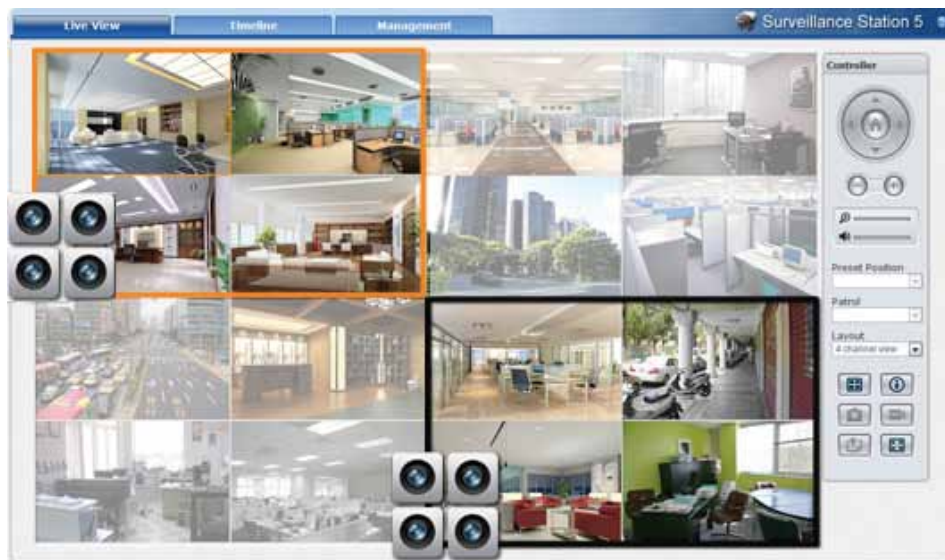 Live View
Timeline
Management
Surveillance Station 5
Controller
Preset Position
Patrol
Layout
4 channel view